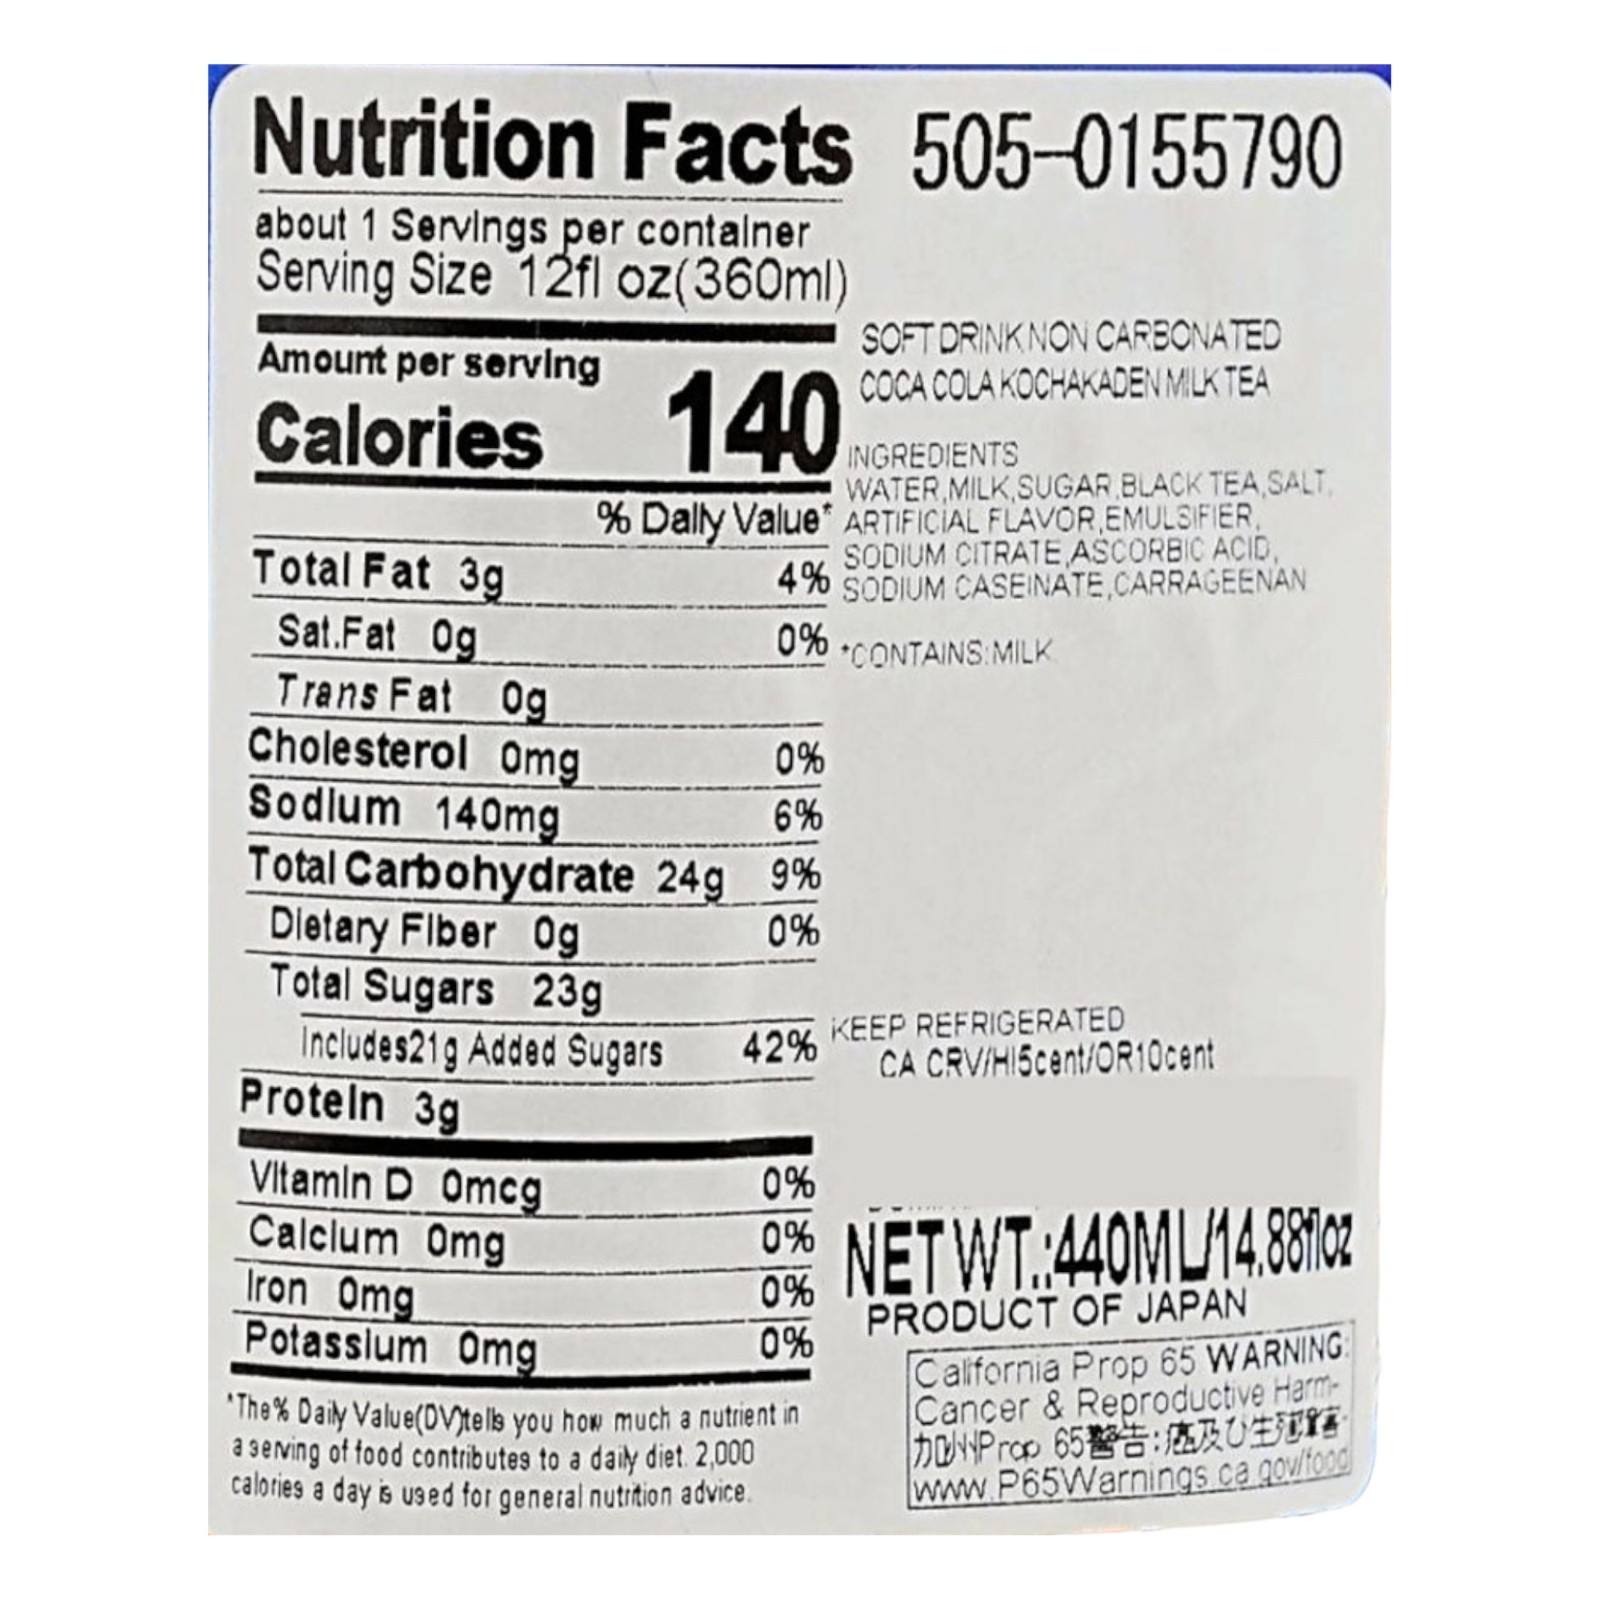 Nutrition Facts
505-0155790
about 1 Servings per container
Serving Size 12fl oz(360ml)
Amount per serving
Calories 140
% Daily Value*
Total Fat 3g 4%
Sat.Fat 0g 0%
Trans Fat 0g
Cholesterol 0mg 0%
Sodium 140mg 6%
Total Carbohydrate 24g 9%
Dietary Fiber 0g 0%
Total Sugars 23g
Includes21g Added Sugars 42%
Protein 3g
Vitamin D 0mcg 0%
Calcium 0mg 0%
Iron 0mg 0%
Potassium 0mg 0%
*The% Daily Value(DV)tells you how much a nutrient in
a serving of food contributes to a daily diet. 2,000
calories a day is used for general nutrition advice.
SOFT DRINK NON CARBONATED
COCA COLA KOCHAKADEN MILK TEA
INGREDIENTS
WATER,MILK,SUGAR,BLACK TEA,SALT,
ARTIFICIAL FLAVOR,EMULSIFIER,
SODIUM CITRATE,ASCORBIC ACID,
SODIUM CASEINATE,CARRAGEENAN
*CONTAINS:MILK
KEEP REFRIGERATED
CA CRV/HI5cent/OR10cent
NET WT.:440ML/14.88floz
PRODUCT OF JAPAN
California Prop 65 WARNING:
Cancer & Reproductive Harm-
加州Prop 65警告:癌及び生殖障害-
www.P65Warnings.ca.gov/food